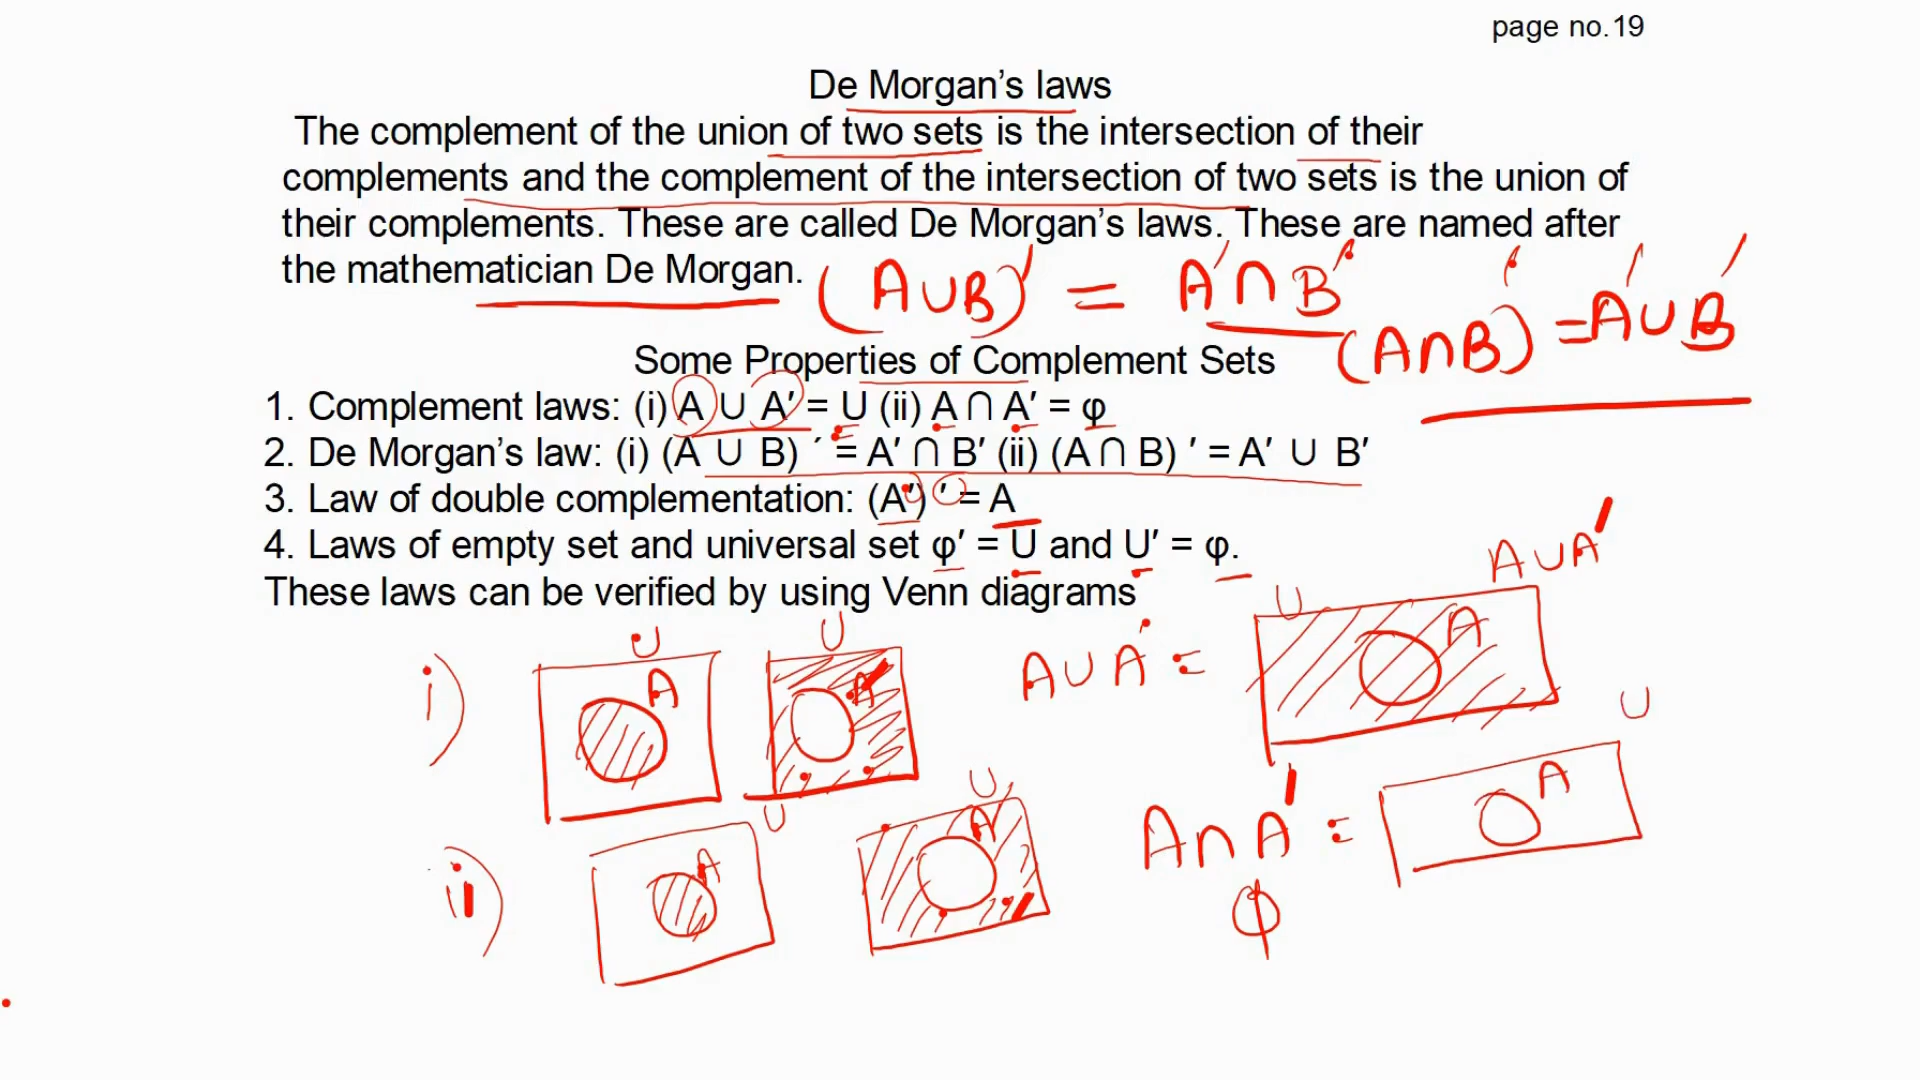 page no.19
De Morgan’s laws
The complement of the union of two sets is the intersection of their
complements and the complement of the intersection of two sets is the union of
their complements. These are called De Morgan’s laws. These are named after
the mathematician De Morgan.
(A∪B)′ = A′∩B′
(A∩B)′ = A′∪B′
Some Properties of Complement Sets
1. Complement laws: (i) A ∪ A′ = U (ii) A ∩ A′ = φ
2. De Morgan’s law: (i) (A ∪ B) ´ = A′ ∩ B′ (ii) (A ∩ B) ′ = A′ ∪ B′
3. Law of double complementation: (A′) ′ = A
4. Laws of empty set and universal set φ′ = U and U′ = φ.
These laws can be verified by using Venn diagrams
A∪A′
i) U A U A′ A∪A′ = U A
ii) U A U A′ A∩A′ = U A
φ